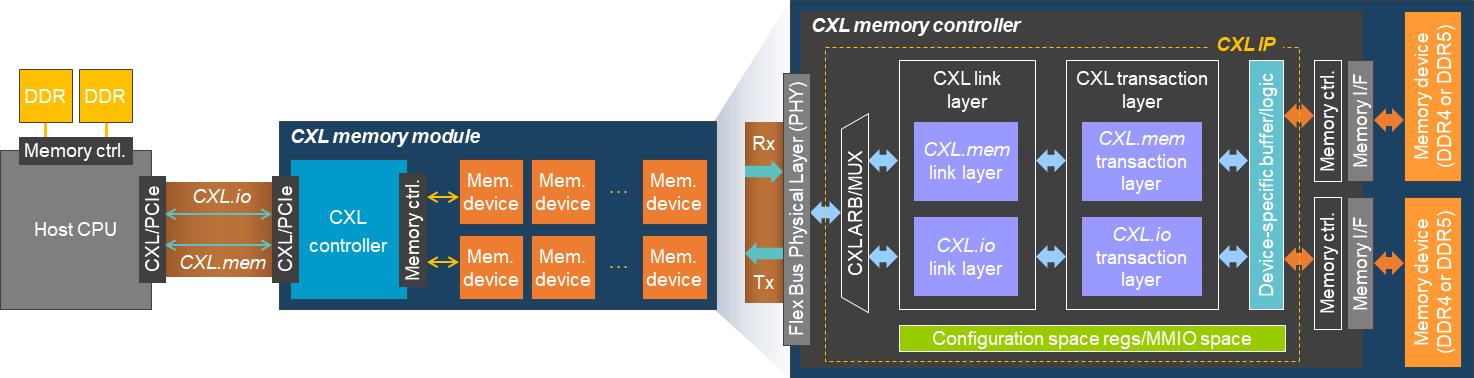 DDR
DDR
Memory ctrl.
Host CPU
CXL/PCIe
CXL.io
CXL.mem
CXL/PCIe
CXL memory module
CXL
controller
Memory ctrl.
Mem.
device
Mem.
device
...
Mem.
device
Mem.
device
Mem.
device
...
Mem.
device
Rx
Tx
CXL memory controller
CXL IP
Flex Bus Physical Layer (PHY)
CXL ARB/MUX
CXL link
layer
CXL.mem
link layer
CXL.io
link layer
CXL transaction
layer
CXL.mem
transaction
layer
CXL.io
transaction
layer
Device-specific buffer/logic
Configuration space regs/MMIO space
Memory ctrl.
Memory I/F
Memory device
(DDR4 or DDR5)
Memory ctrl.
Memory I/F
Memory device
(DDR4 or DDR5)